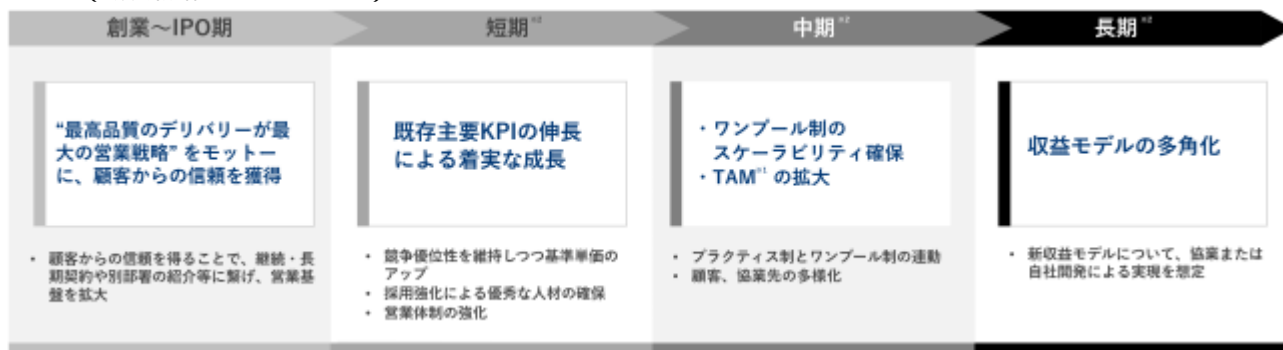 創業～IPO期
短期※2
中期※2
長期※2
“最高品質のデリバリーが最
大の営業戦略” をモットー
に、顧客からの信頼を獲得
既存主要KPIの伸長
による着実な成長
・ワンプール制の
スケーラビリティ確保
・TAM※1 の拡大
収益モデルの多角化
• 顧客からの信頼を得ることで、継続・長
期契約や別部署の紹介等に繋げ、営業基
盤を拡大
• 競争優位性を維持しつつ基準単価の
アップ
• 採用強化による優秀な人材の確保
• 営業体制の強化
• プラクティス制とワンプール制の連動
• 顧客、協業先の多様化
• 新収益モデルについて、協業または
自社開発による実現を想定